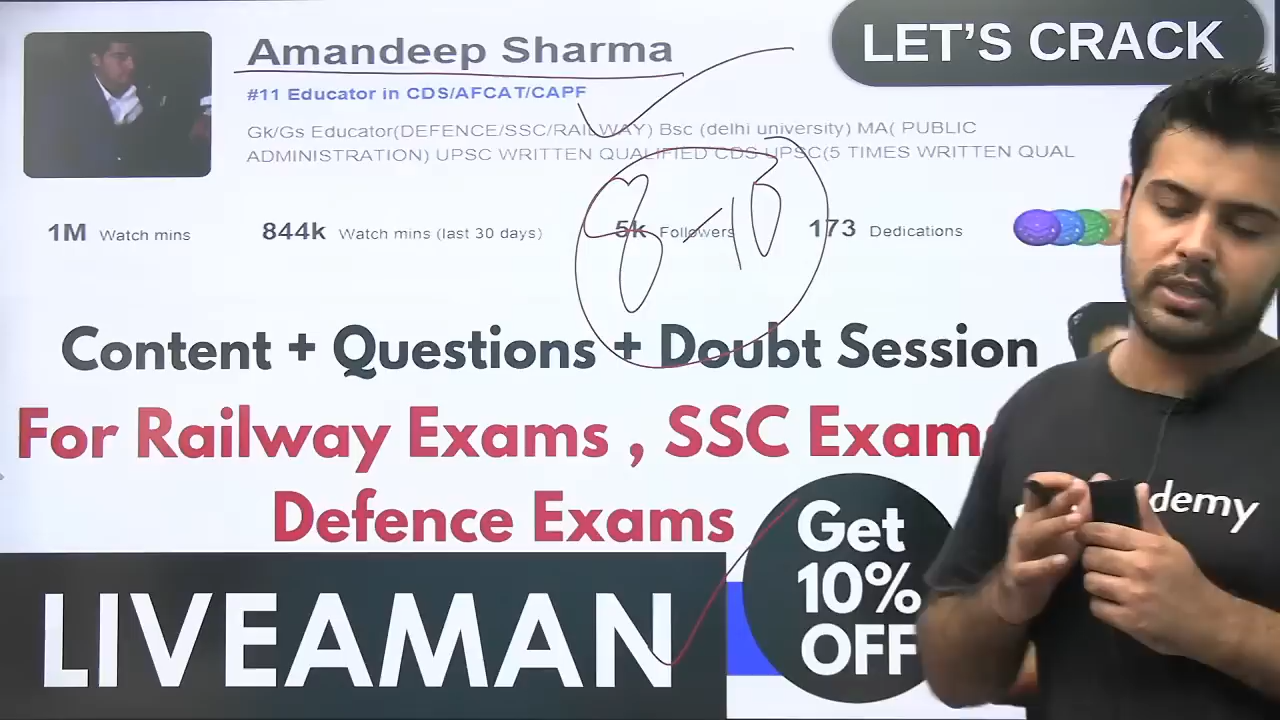 LET'S CRACK
Amandeep Sharma
#11 Educator in CDS/AFCAT/CAPF
Gk/Gs Educator(DEFENCE/SSC/RAILWAY) Bsc (delhi university) MA( PUBLIC
ADMINISTRATION) UPSC WRITTEN QUALIFIED CDS UPSC(5 TIMES WRITTEN QUAL
1M Watch mins 844k Watch mins (last 30 days) 5k Followers 173 Dedications
8-10
Content + Questions + Doubt Session
For Railway Exams , SSC Exam
Defence Exams
demy
Get
10%
OFF
LIVEAMAN